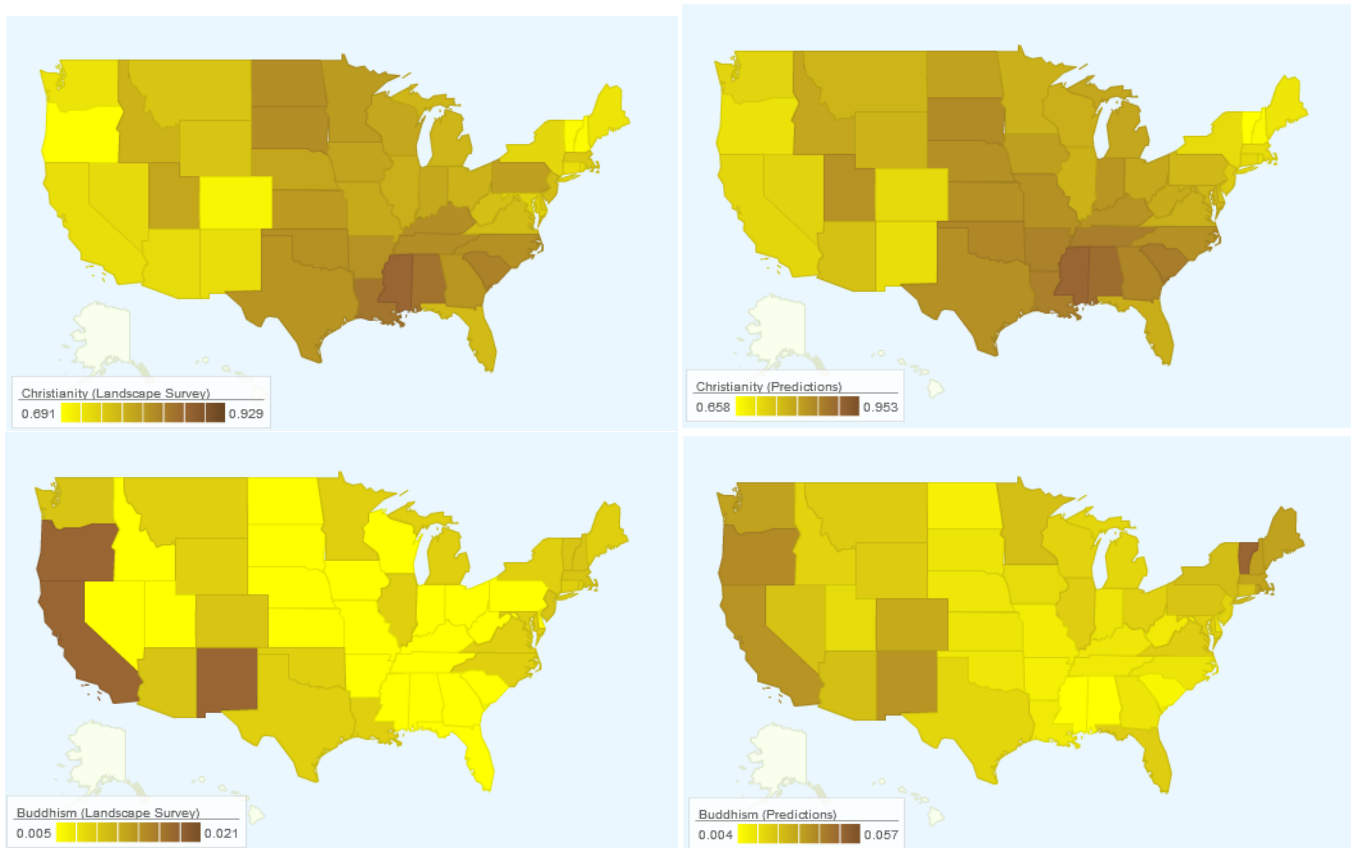 Christianity (Landscape Survey)
0.691 0.929
Christianity (Predictions)
0.658 0.953
Buddhism (Landscape Survey)
0.005 0.021
Buddhism (Predictions)
0.004 0.057